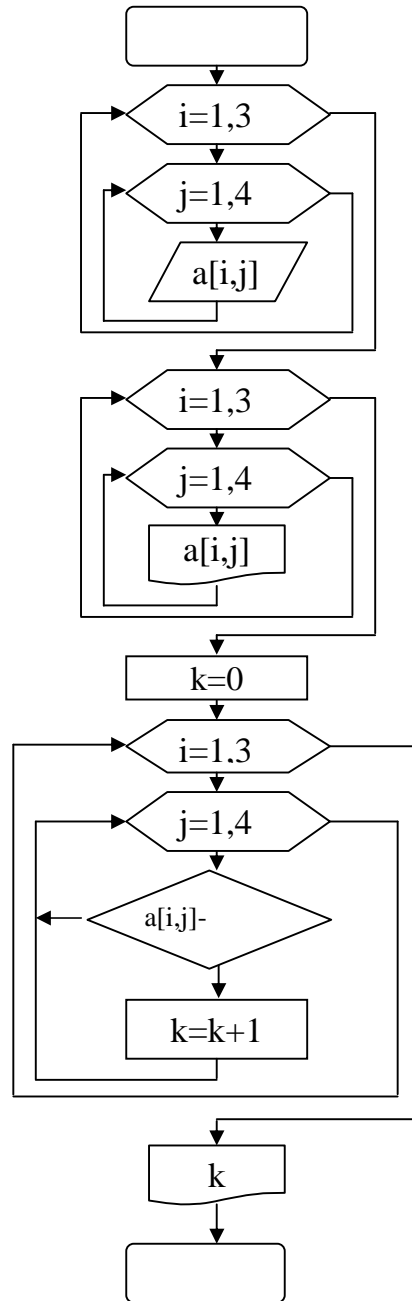 i=1,3
j=1,4
a[i,j]
i=1,3
j=1,4
a[i,j]
k=0
i=1,3
j=1,4
a[i,j]-
k=k+1
k